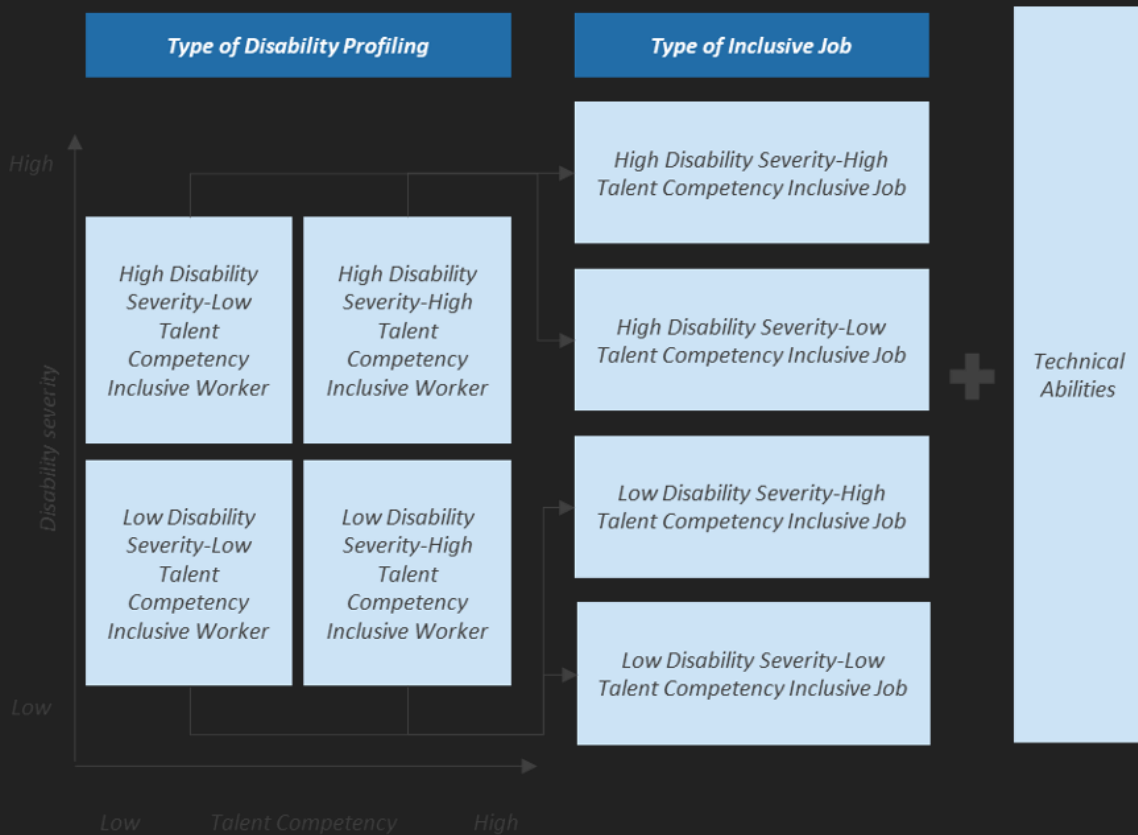 Type of Disability Profiling
Type of Inclusive Job
High
High Disability
Severity-Low
Talent
Competency
Inclusive Worker
High Disability
Severity-High
Talent
Competency
Inclusive Worker
Low Disability
Severity-Low
Talent
Competency
Inclusive Worker
Low Disability
Severity-High
Talent
Competency
Inclusive Worker
Disability severity
Low
Low
Talent Competency
High
High Disability Severity-High
Talent Competency Inclusive Job
High Disability Severity-Low
Talent Competency Inclusive Job
Low Disability Severity-High
Talent Competency Inclusive Job
Low Disability Severity-Low
Talent Competency Inclusive Job
Technical
Abilities